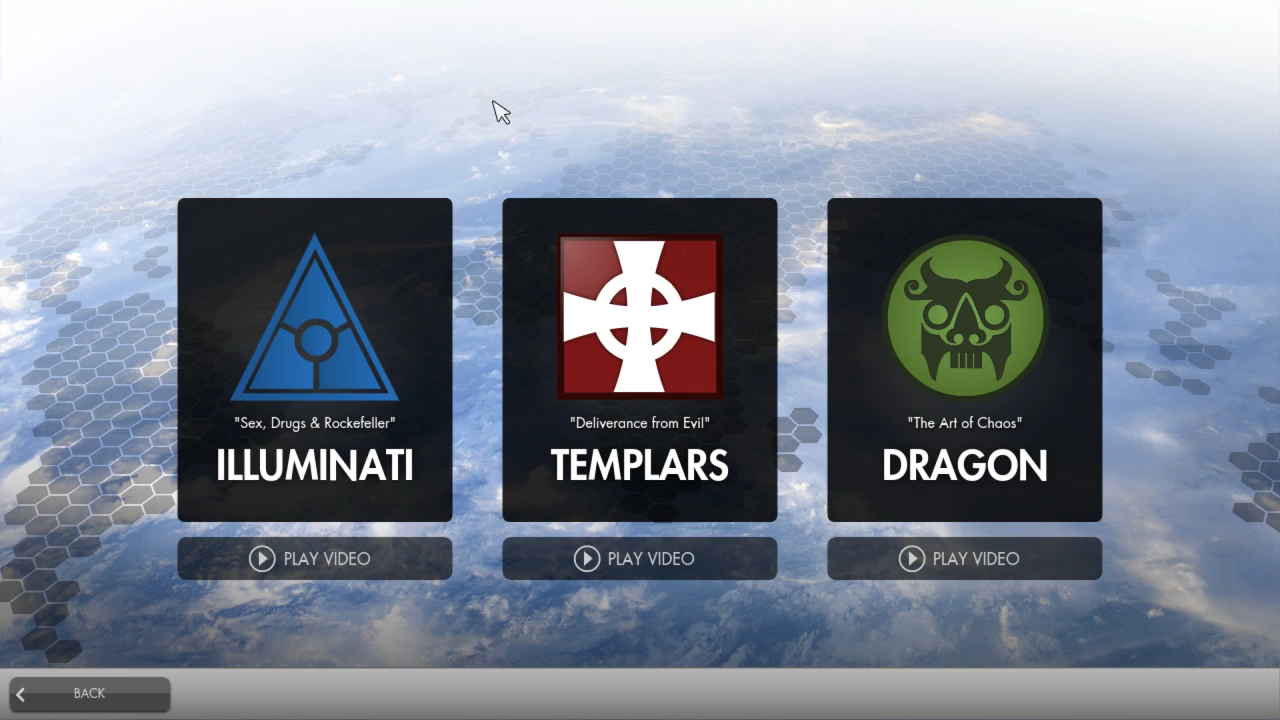 "Sex, Drugs & Rockefeller"
ILLUMINATI
PLAY VIDEO
"Deliverance from Evil"
TEMPLARS
PLAY VIDEO
"The Art of Chaos"
DRAGON
PLAY VIDEO
BACK